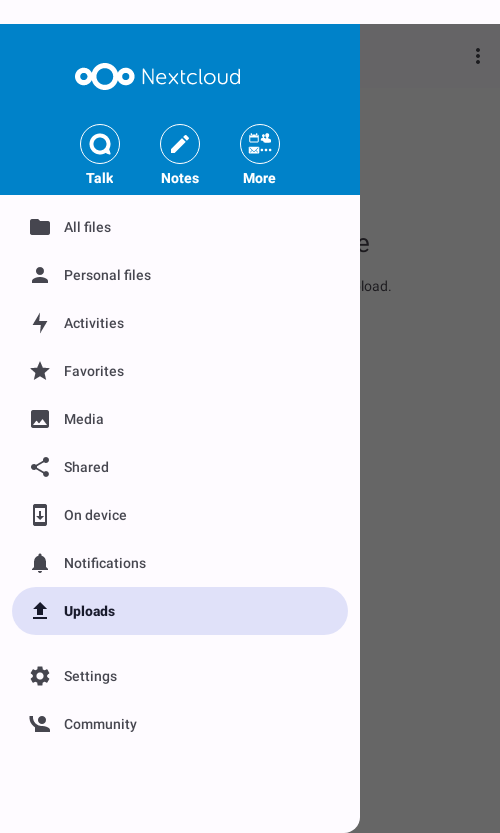 Nextcloud
Talk Notes More
All files
Personal files
Activities
Favorites
Media
Shared
On device
Notifications
Uploads
Settings
Community